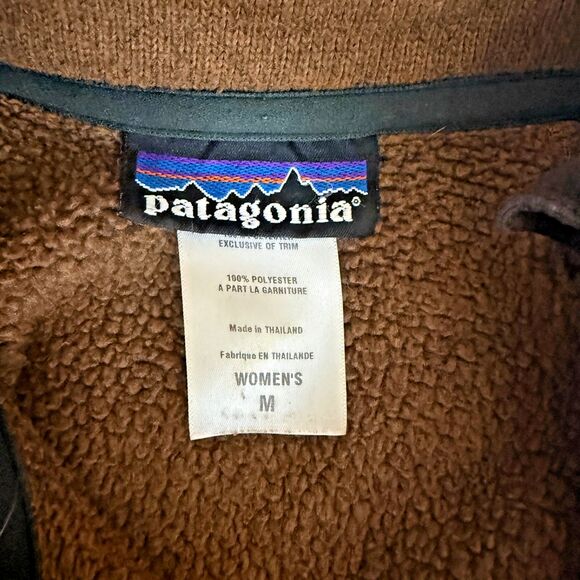 patagonia®
EXCLUSIVE OF TRIM
100% POLYESTER
A PART LA GARNITURE
Made in THAILAND
Fabriqué EN THAILANDE
WOMEN'S
M